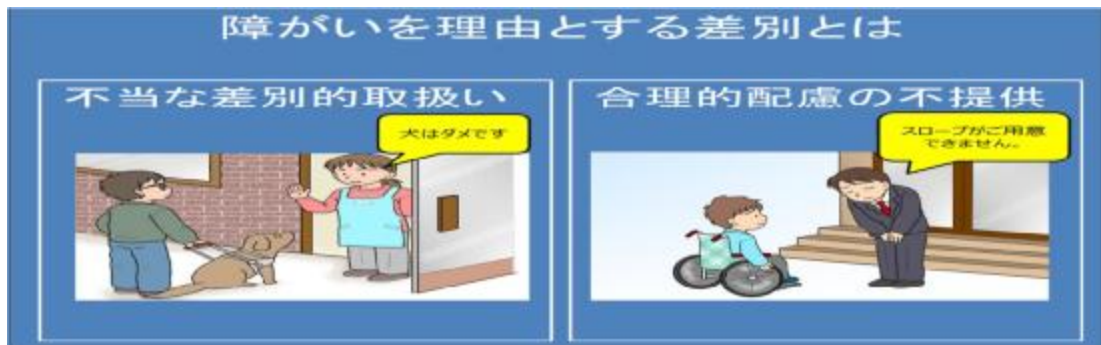 障がいを理由とする差別とは
不当な差別的取扱い
犬はダメです
合理的配慮の不提供
スロープがご用意
できません。